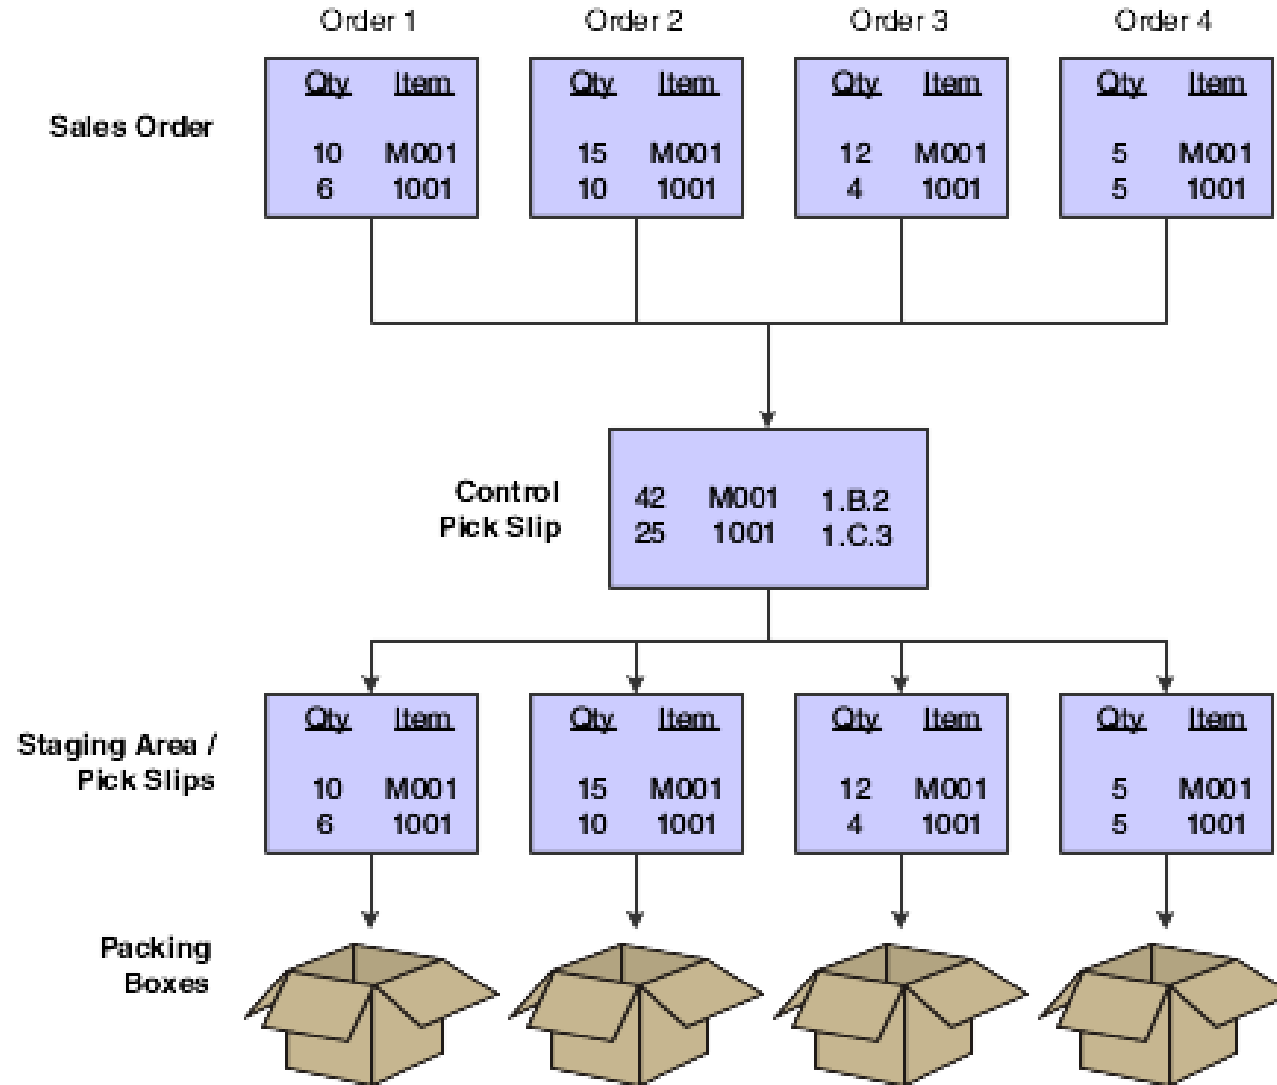 Order 1 Order 2 Order 3 Order 4
Qty Item Qty Item Qty Item Qty Item
Sales Order
10 M001 15 M001 12 M001 5 M001
6 1001 10 1001 4 1001 5 1001
Control
Pick Slip
42 M001 1.B.2
25 1001 1.C.3
Qty Item Qty Item Qty Item Qty Item
Staging Area /
Pick Slips
10 M001 15 M001 12 M001 5 M001
6 1001 10 1001 4 1001 5 1001
Packing
Boxes